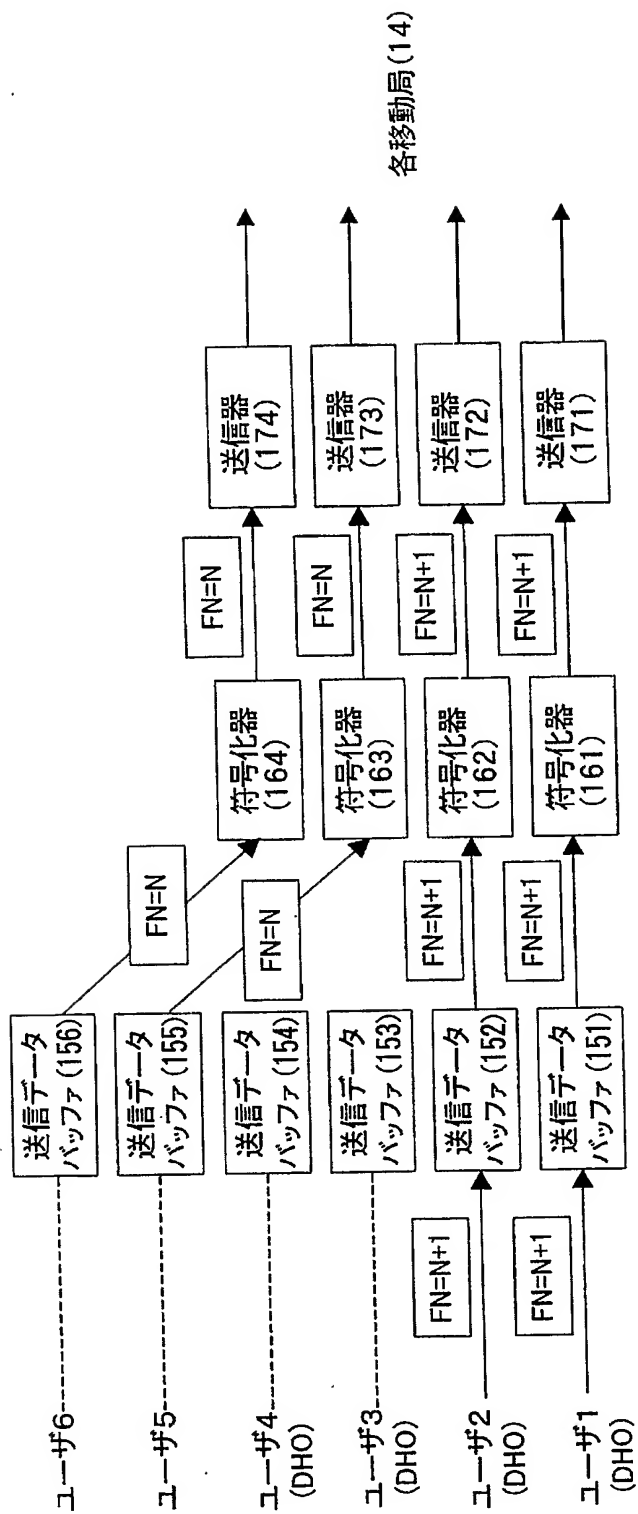 ユーザ6
送信データ
バッファ(156)
FN=N
ユーザ5
送信データ
バッファ(155)
FN=N
符号化器
(164)
FN=N
送信器
(174)
ユーザ4
(DHO)
送信データ
バッファ(154)
符号化器
(163)
FN=N
送信器
(173)
ユーザ3
(DHO)
送信データ
バッファ(153)
ユーザ2
(DHO)
FN=N+1
送信データ
バッファ(152)
FN=N+1
符号化器
(162)
FN=N+1
送信器
(172)
ユーザ1
(DHO)
FN=N+1
送信データ
バッファ(151)
FN=N+1
符号化器
(161)
FN=N+1
送信器
(171)
各移動局(14)